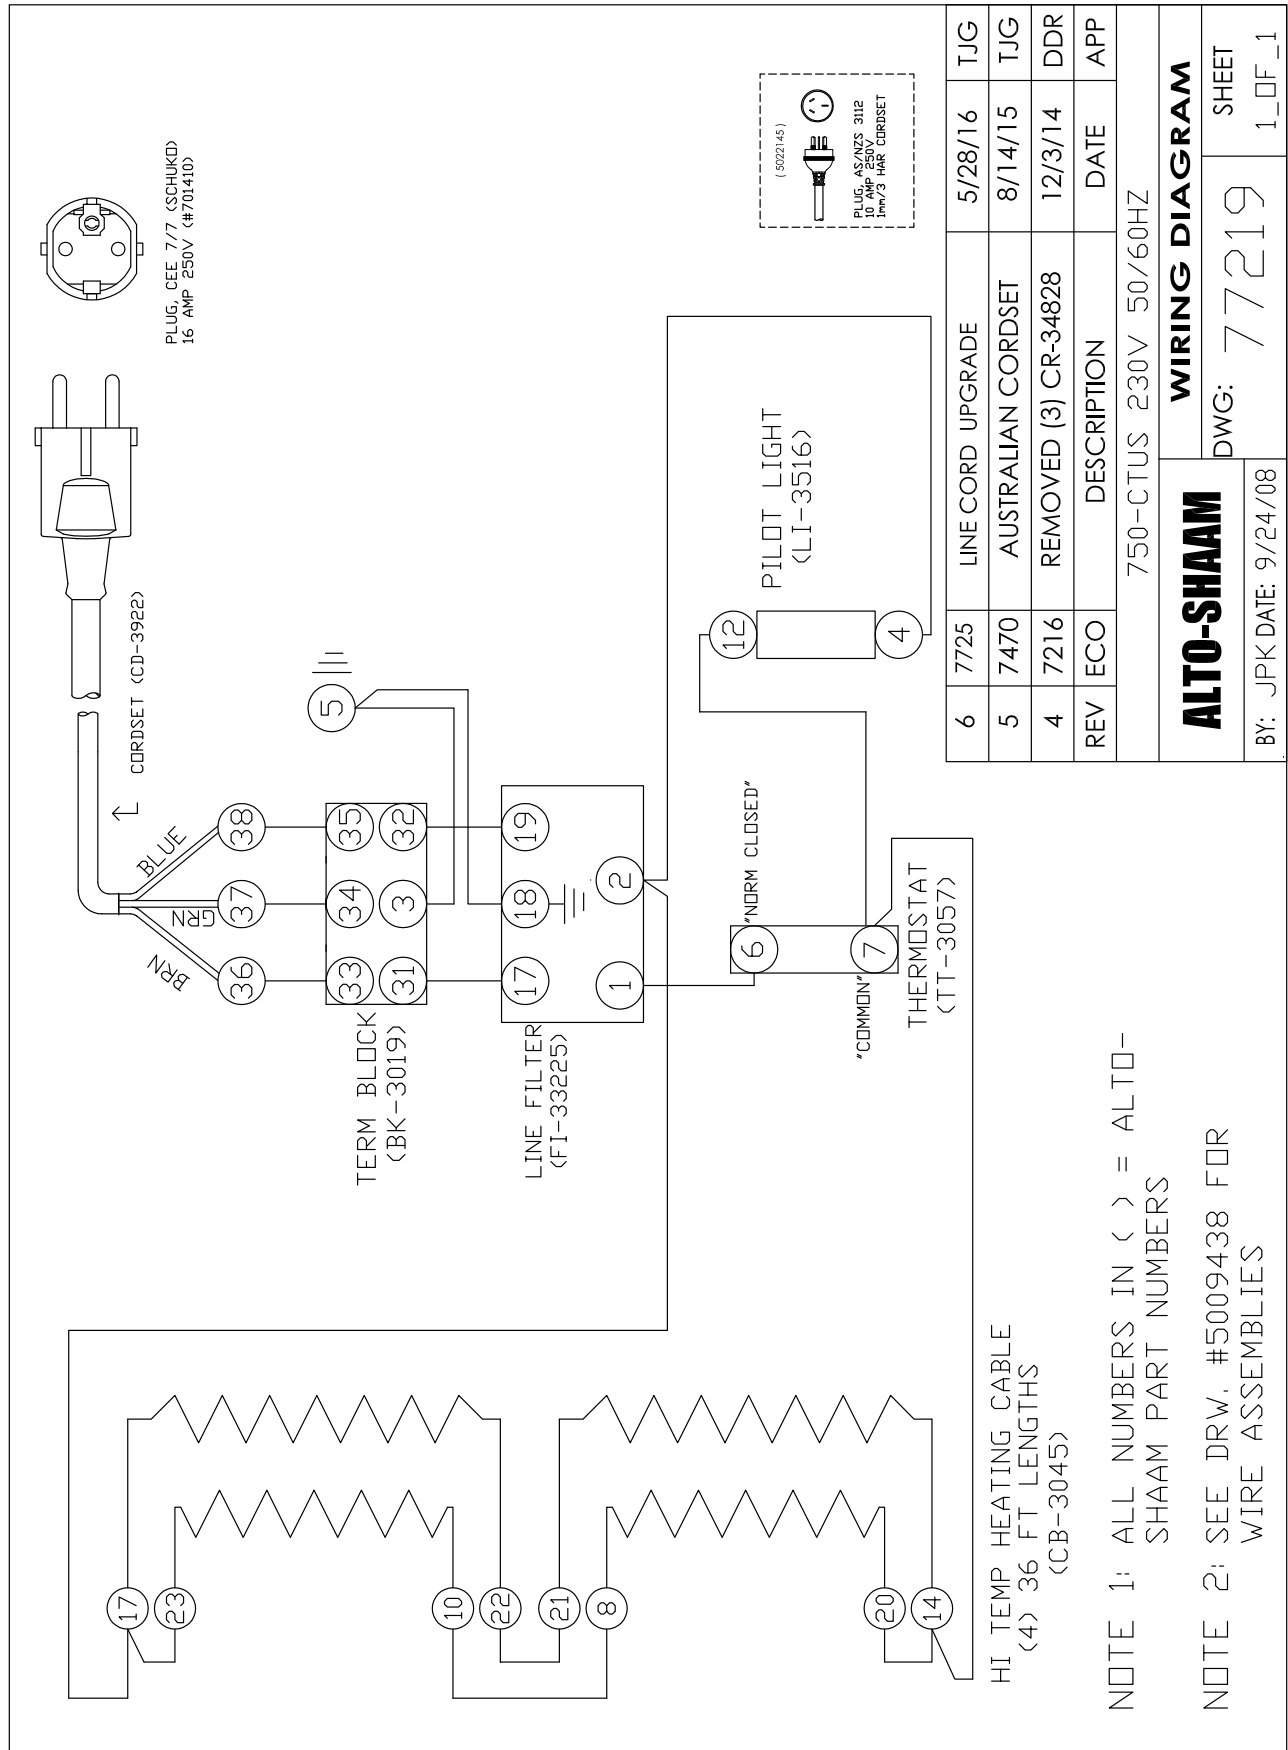 PLUG, CEE 7/7 (SCHUKO)
16 AMP 250V (#701410)
CORDSET (CD-3922)
BRN
GRN
BLUE
36
37
38
33
34
35
31
3
32
TERM BLOCK
(BK-3019)
5
17
18
19
1
2
LINE FILTER
(FI-33225)
6
"NORM CLOSED"
"COMMON"
7
THERMOSTAT
(TT-3057)
12
4
PILOT LIGHT
(LI-3516)
( 5022145 )
PLUG, AS/NZS 3112
10 AMP 250V
1mm/3 HAR CORDSET
17
23
10
22
21
8
20
14
HI TEMP HEATING CABLE
(4) 36 FT LENGTHS
(CB-3045)
NOTE 1: ALL NUMBERS IN ( ) = ALTO-
SHAAM PART NUMBERS
NOTE 2: SEE DRW. #5009438 FOR
WIRE ASSEMBLIES
6 7725 LINE CORD UPGRADE 5/28/16 TJG
5 7470 AUSTRALIAN CORDSET 8/14/15 TJG
4 7216 REMOVED (3) CR-34828 12/3/14 DDR
REV ECO DESCRIPTION DATE APP
750-CTUS 230V 50/60HZ
ALTO-SHAAM
WIRING DIAGRAM
BY: JPK DATE: 9/24/08
DWG: 77219
SHEET
1_OF_1